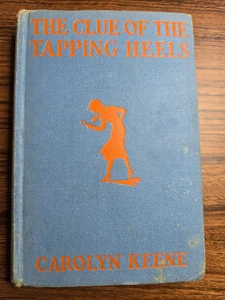 THE CLUE OF THE
TAPPING HEELS
CAROLYN KEENE